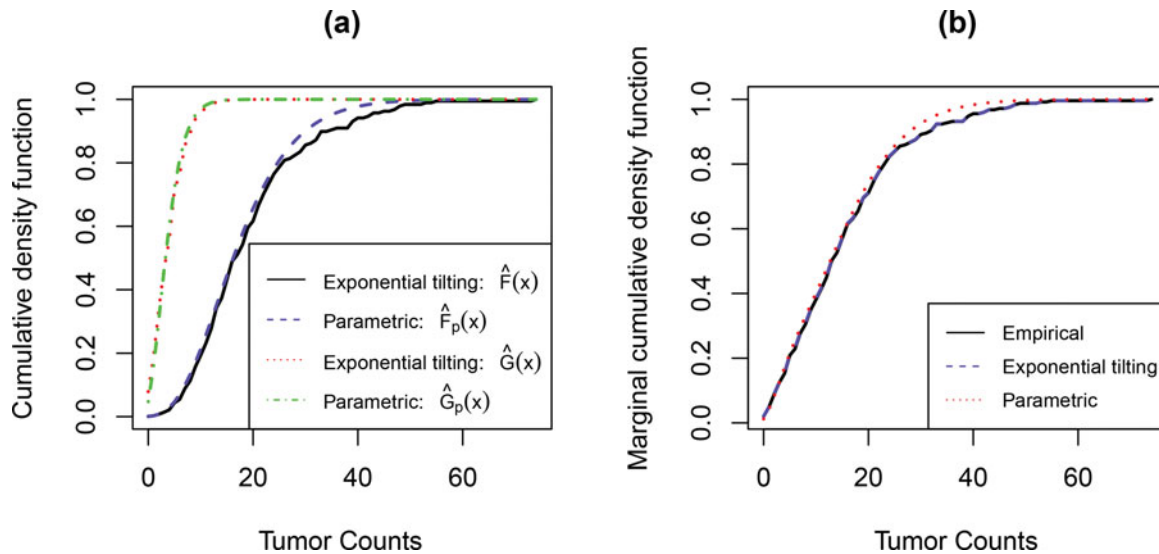 (a)
Cumulative density function
1.0
0.8
0.6
0.4
0.2
0.0
Exponential tilting: F̂(x)
Parametric: F̂ₚ(x)
Exponential tilting: Ĝ(x)
Parametric: Ĝₚ(x)
0 20 40 60
Tumor Counts
(b)
Marginal cumulative density function
1.0
0.8
0.6
0.4
0.2
0.0
Empirical
Exponential tilting
Parametric
0 20 40 60
Tumor Counts